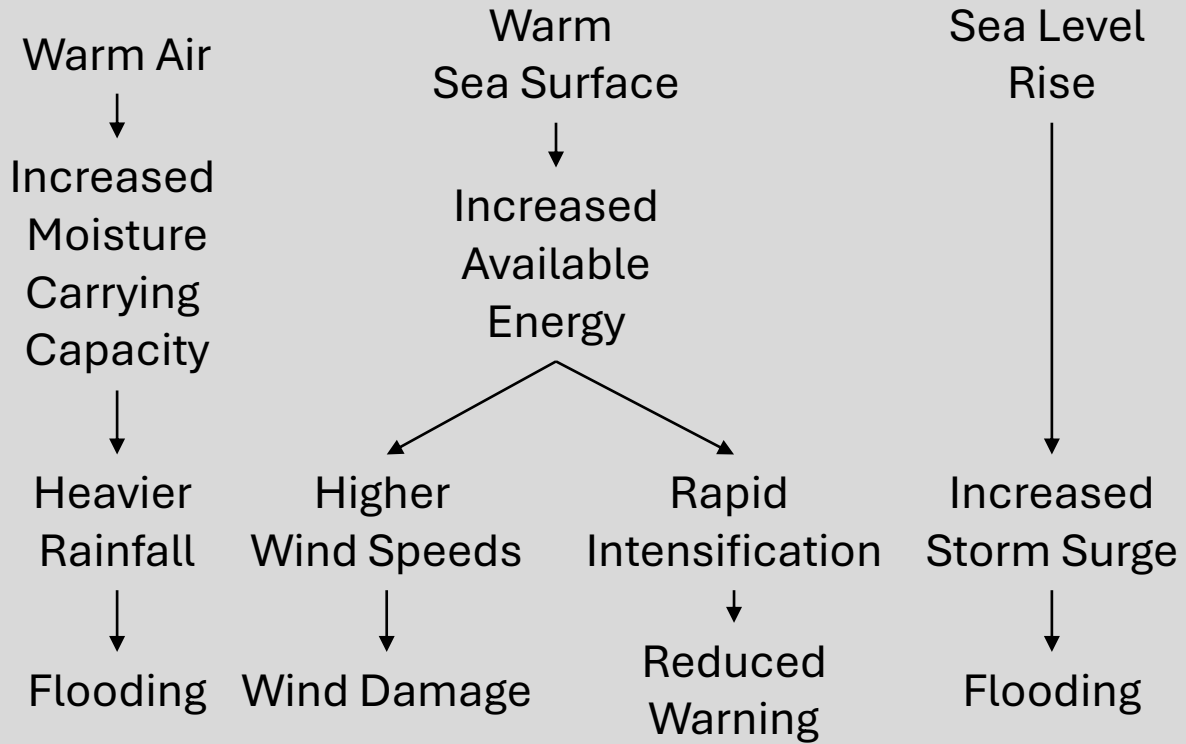 Warm Air
Increased
Moisture
Carrying
Capacity
Heavier
Rainfall
Flooding
Warm
Sea Surface
Increased
Available
Energy
Higher
Wind Speeds
Wind Damage
Rapid
Intensification
Reduced
Warning
Sea Level
Rise
Increased
Storm Surge
Flooding